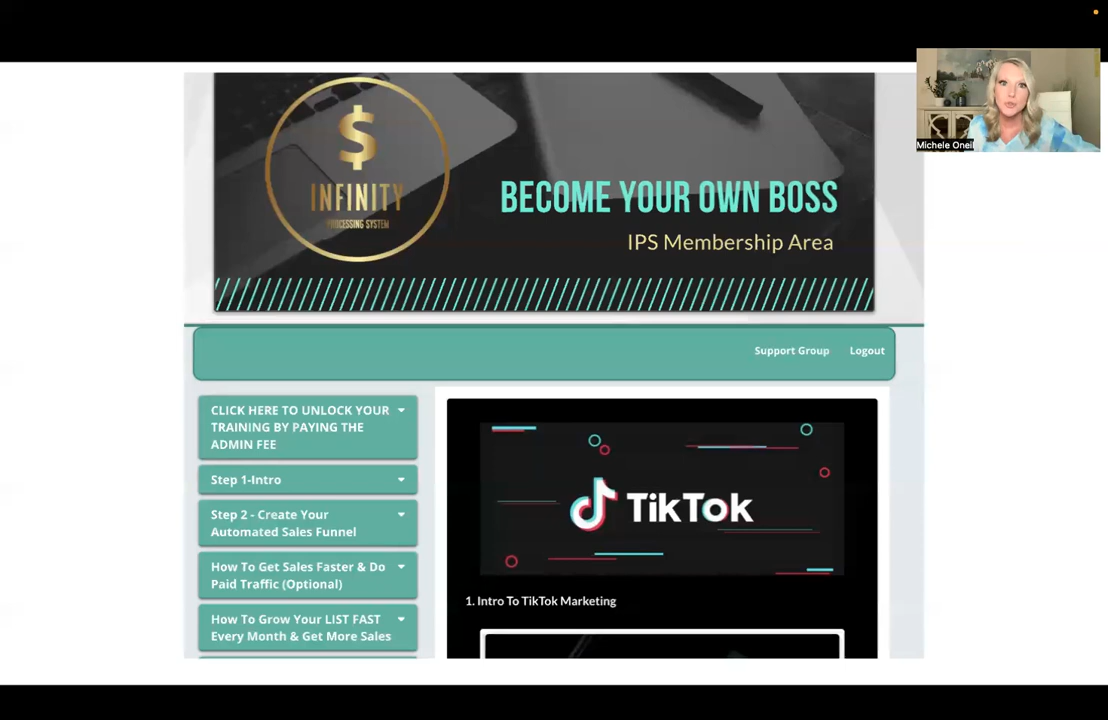 Michele Oneil
$
INFINITY
PROCESSING SYSTEM
BECOME YOUR OWN BOSS
IPS Membership Area
Support Group
Logout
CLICK HERE TO UNLOCK YOUR
TRAINING BY PAYING THE
ADMIN FEE
Step 1-Intro
Step 2 - Create Your
Automated Sales Funnel
How To Get Sales Faster & Do
Paid Traffic (Optional)
How To Grow Your LIST FAST
Every Month & Get More Sales
TikTok
1. Intro To TikTok Marketing